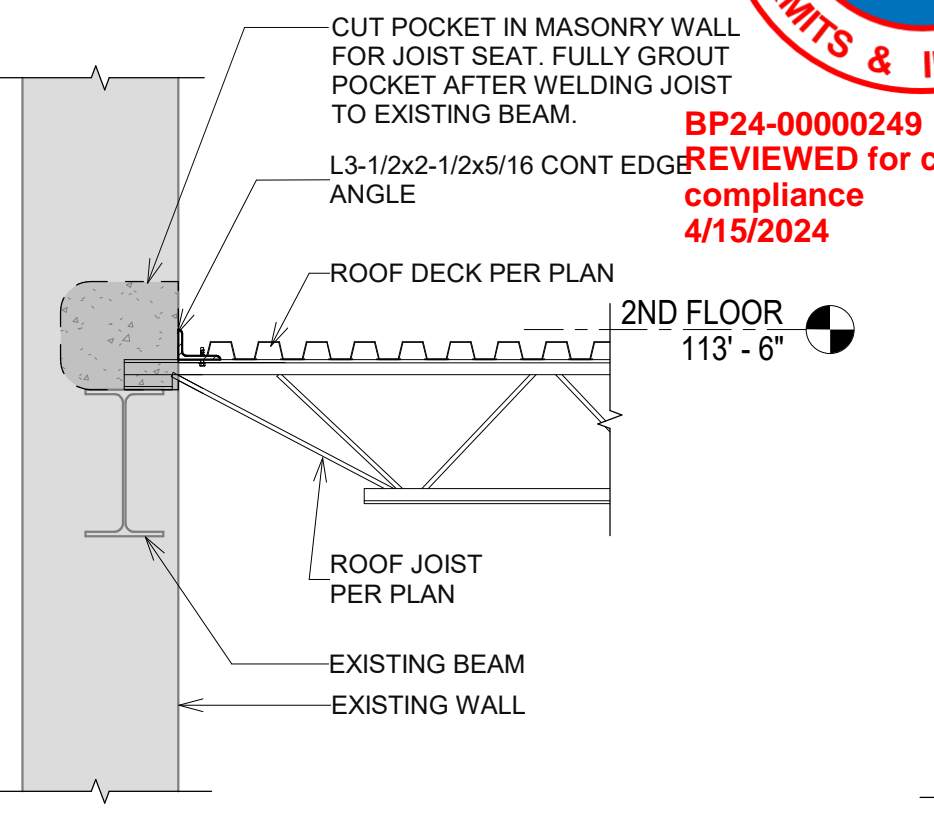 CUT POCKET IN MASONRY WALL
FOR JOIST SEAT. FULLY GROUT
POCKET AFTER WELDING JOIST
TO EXISTING BEAM.
&
BP24-00000249
REVIEWED for
compliance
4/15/2024
L3-1/2x2-1/2x5/16 CONT EDGE
ANGLE
ROOF DECK PER PLAN
2ND FLOOR
113' - 6"
ROOF JOIST
PER PLAN
EXISTING BEAM
EXISTING WALL